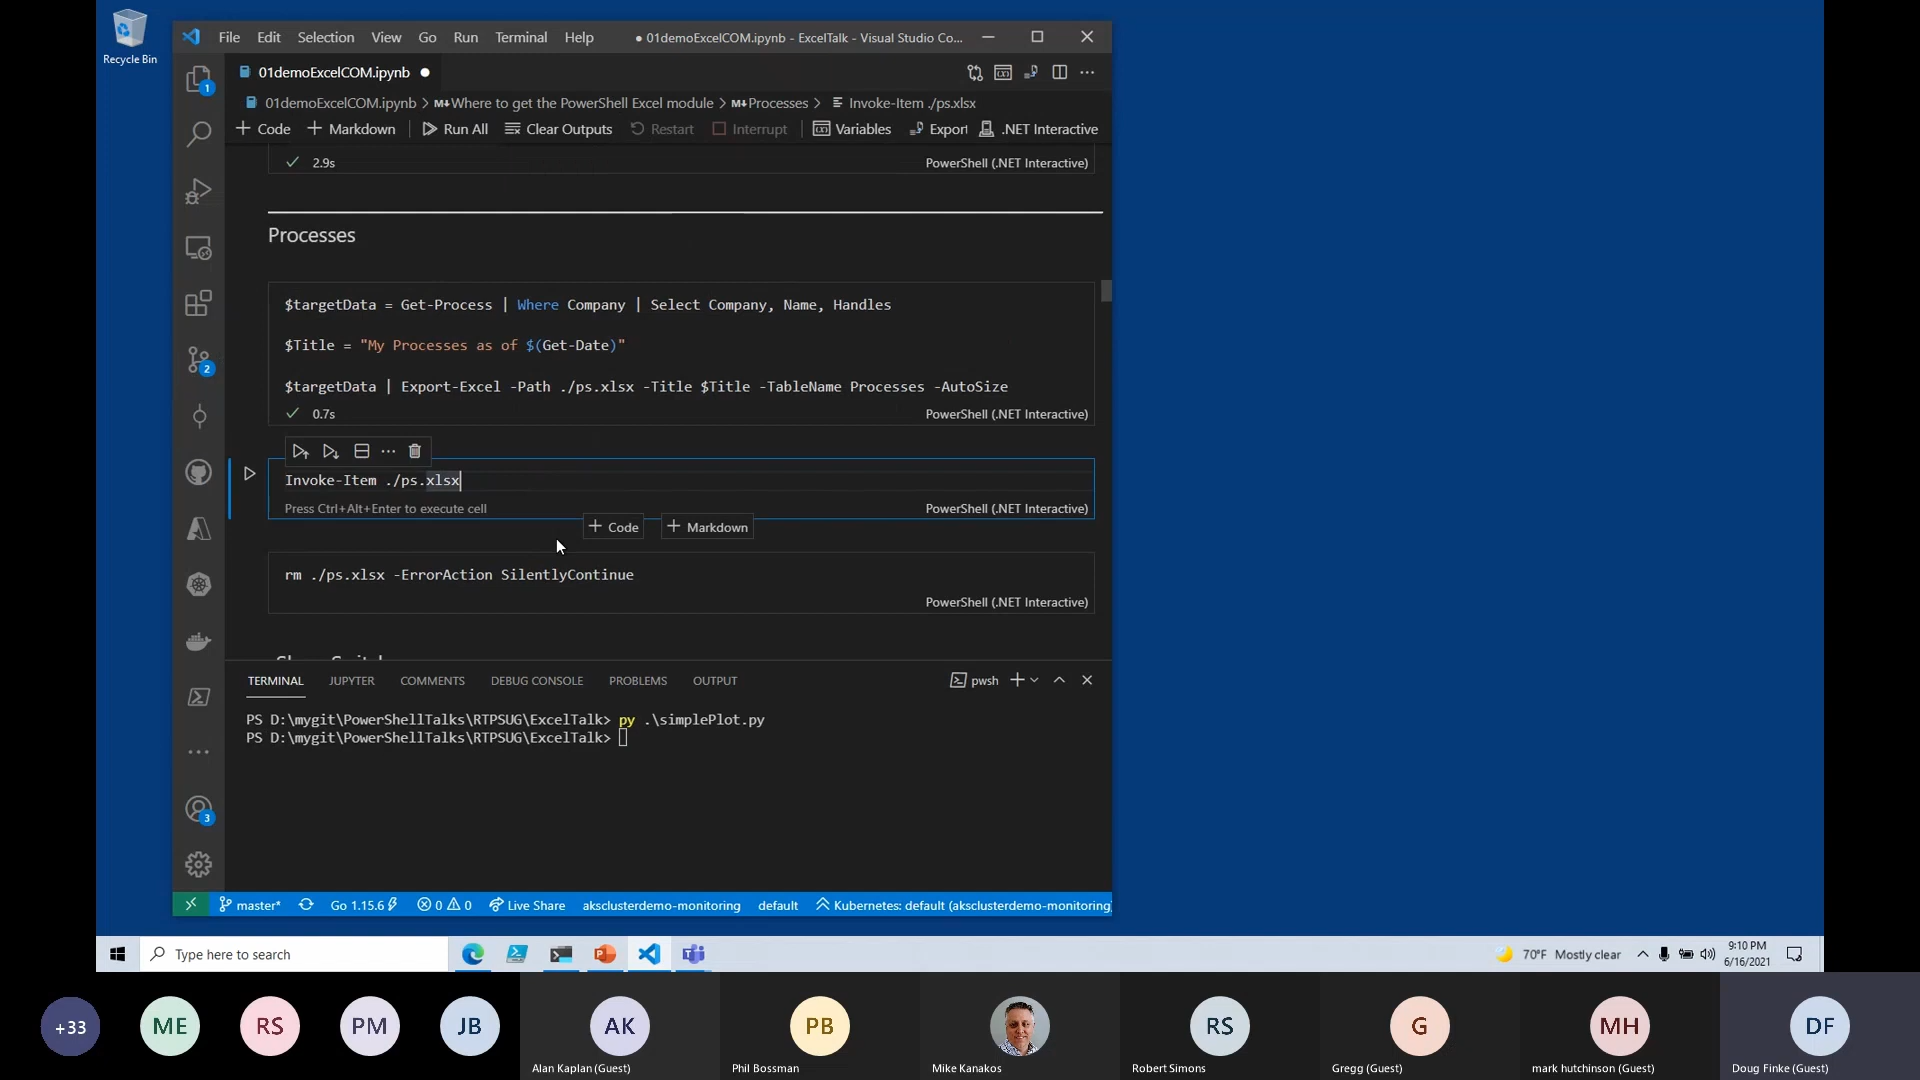 Recycle Bin
File Edit Selection View Go Run Terminal Help ● 01demoExcelCOM.ipynb - ExcelTalk - Visual Studio Co...
01demoExcelCOM.ipynb
01demoExcelCOM.ipynb > M↓Where to get the PowerShell Excel module > M↓Processes > Invoke-Item ./ps.xlsx
+ Code + Markdown Run All Clear Outputs Restart Interrupt Variables Export .NET Interactive
2.9s PowerShell (.NET Interactive)
Processes
$targetData = Get-Process | Where Company | Select Company, Name, Handles
$Title = "My Processes as of $(Get-Date)"
$targetData | Export-Excel -Path ./ps.xlsx -Title $Title -TableName Processes -AutoSize
0.7s PowerShell (.NET Interactive)
Invoke-Item ./ps.xlsx
Press Ctrl+Alt+Enter to execute cell PowerShell (.NET Interactive)
+ Code + Markdown
rm ./ps.xlsx -ErrorAction SilentlyContinue
PowerShell (.NET Interactive)
TERMINAL JUPYTER COMMENTS DEBUG CONSOLE PROBLEMS OUTPUT pwsh
PS D:\mygit\PowerShellTalks\RTPSUG\ExcelTalk> py .\simplePlot.py
PS D:\mygit\PowerShellTalks\RTPSUG\ExcelTalk>
1
2
3
master* Go 1.15.6 0 0 Live Share aksclusterdemo-monitoring default Kubernetes: default (aksclusterdemo-monitoring)
Type here to search 70°F Mostly clear 9:10 PM
6/16/2021
+33 ME RS PM JB AK PB RS G MH DF
Alan Kaplan (Guest) Phil Bossman Mike Kanakos Robert Simons Gregg (Guest) mark hutchinson (Guest) Doug Finke (Guest)